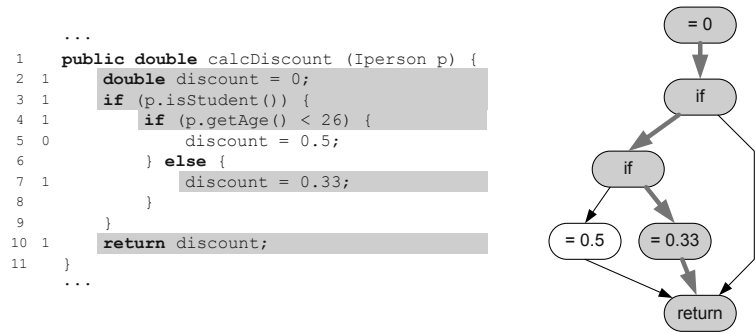 ...
1 public double calcDiscount (Iperson p) {
2 1 double discount = 0;
3 1 if (p.isStudent()) {
4 1 if (p.getAge() < 26) {
5 0 discount = 0.5;
6 } else {
7 1 discount = 0.33;
8 }
9 }
10 1 return discount;
11 }
...
= 0
if
if
= 0.5 = 0.33
return